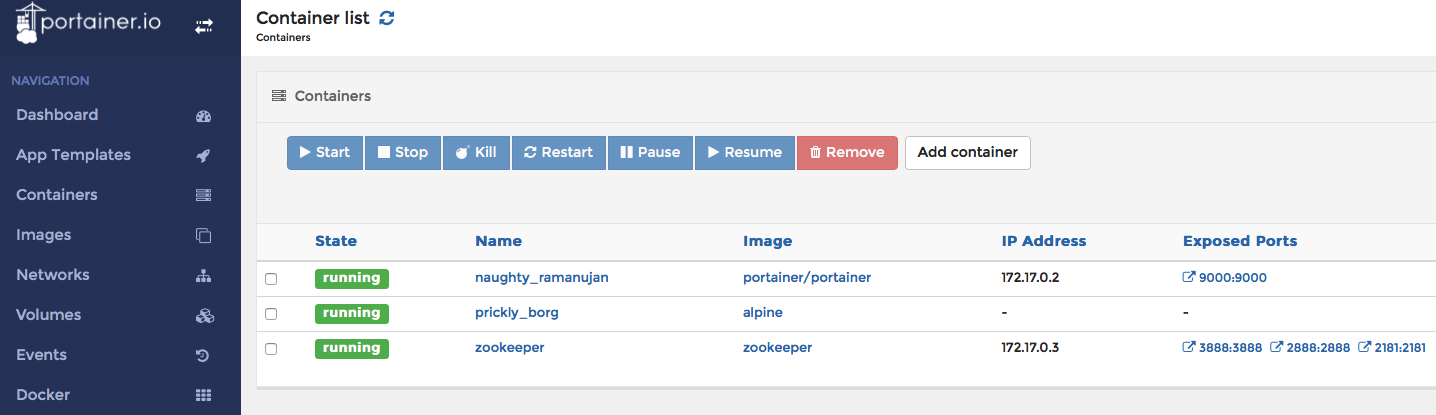 portainer.io
Container list
Containers
NAVIGATION
Dashboard
App Templates
Containers
Images
Networks
Volumes
Events
Docker
Containers
Start Stop Kill Restart Pause Resume Remove Add container
State Name Image IP Address Exposed Ports
running naughty_ramanujan portainer/portainer 172.17.0.2 9000:9000
running prickly_borg alpine - -
running zookeeper zookeeper 172.17.0.3 3888:3888 2888:2888 2181:2181